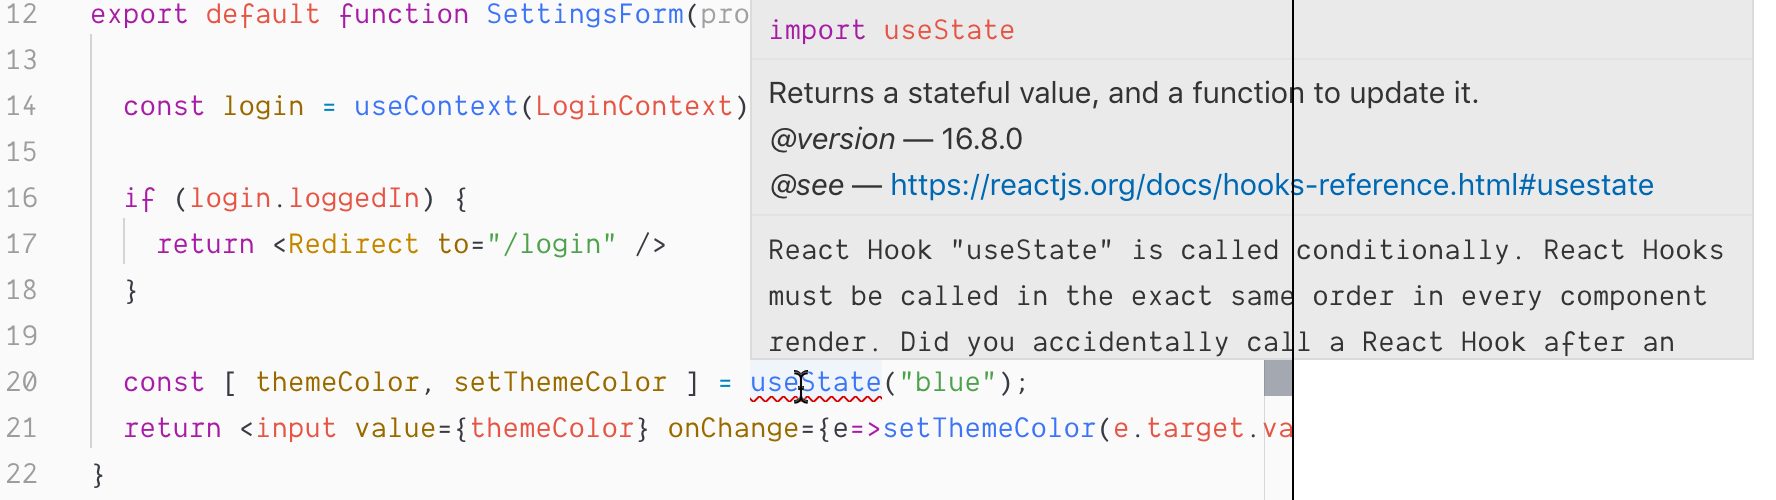 12 export default function SettingsForm(pro
import useState
13
Returns a stateful value, and a function to update it.
14 const login = useContext(LoginContext)
@version — 16.8.0
15
@see — https://reactjs.org/docs/hooks-reference.html#usestate
16 if (login.loggedIn) {
17 return <Redirect to="/login" />
React Hook "useState" is called conditionally. React Hooks
18 }
must be called in the exact same order in every component
19
render. Did you accidentally call a React Hook after an
20 const [ themeColor, setThemeColor ] = useState("blue");
21 return <input value={themeColor} onChange={e=>setThemeColor(e.target.va
22 }